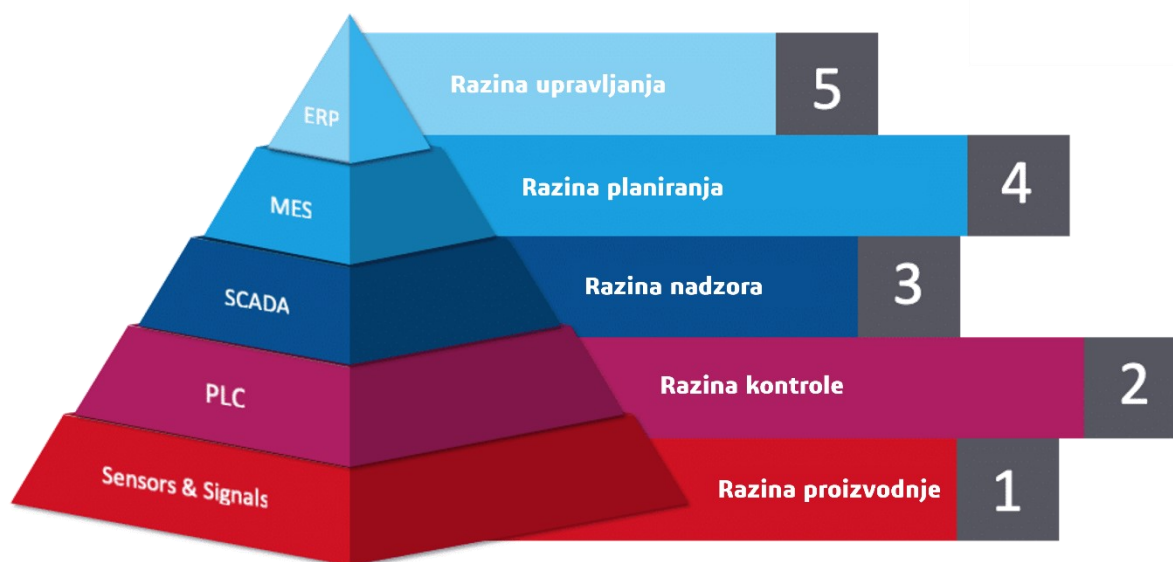 ERP
Razina upravljanja
5
MES
Razina planiranja
4
SCADA
Razina nadzora
3
PLC
Razina kontrole
2
Sensors & Signals
Razina proizvodnje
1